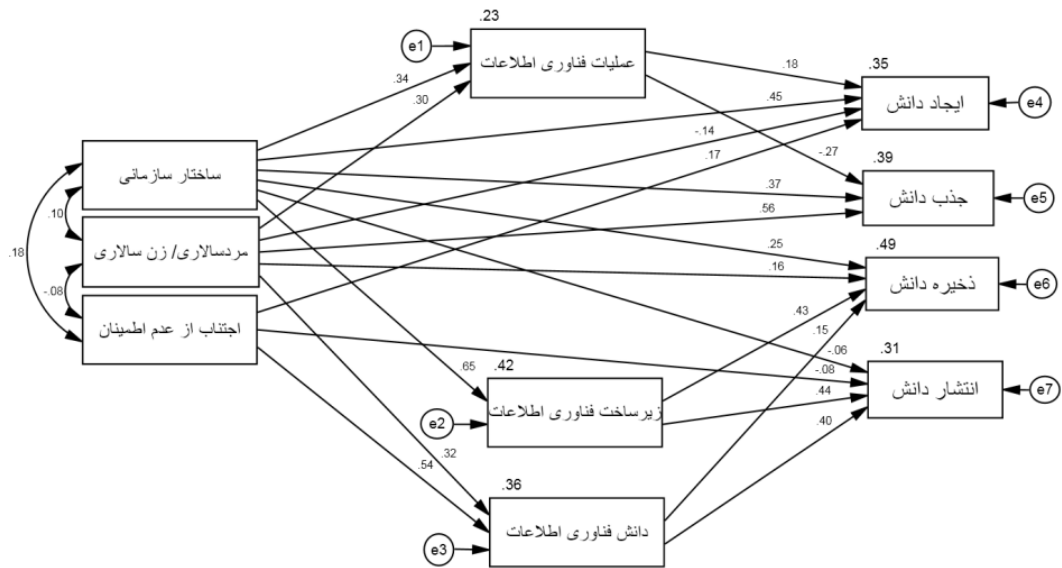 .23
e1
عملیات فناوری اطلاعات
.34
.30
.18
.45
-.14
.17
-.27
.35
ایجاد دانش
e4
ساختار سازمانی
.39
جذب دانش
e5
.37
.56
.10
.18
مردسالاری/ زن سالاری
-.08
اجتناب از عدم اطمینان
.25
.16
.49
ذخیره دانش
e6
.43
.15
-.06
-.08
.44
.40
.31
انتشار دانش
e7
.65
.42
زیرساخت فناوری اطلاعات
e2
.32
.54
.36
دانش فناوری اطلاعات
e3